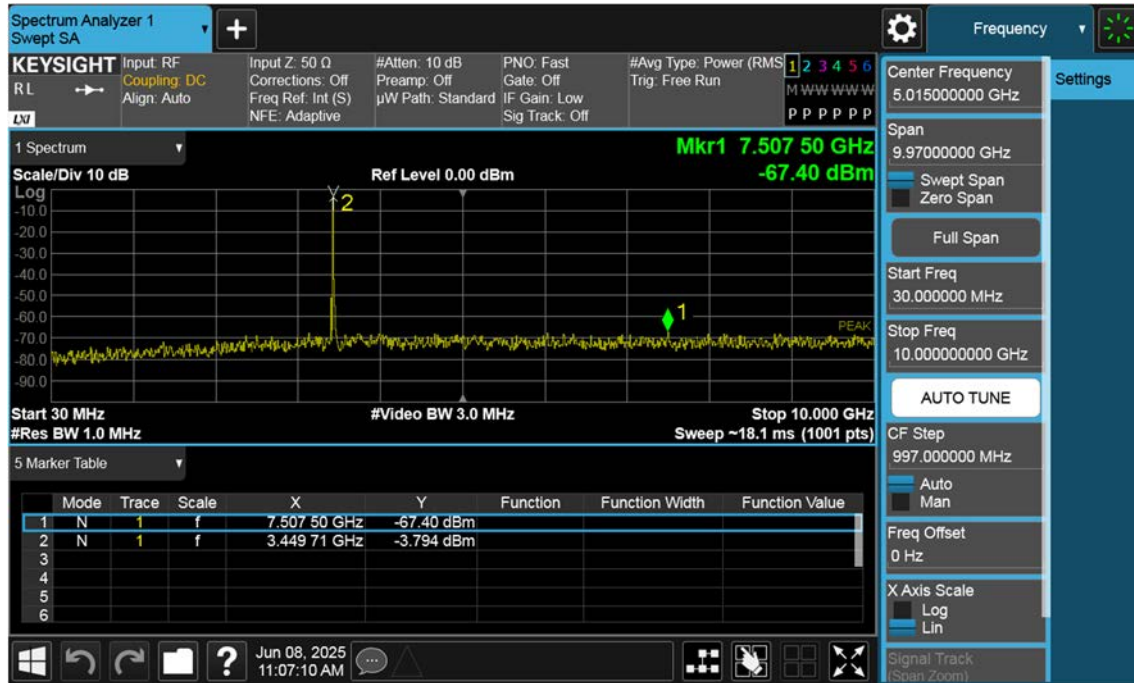 Spectrum Analyzer 1
Swept SA
+
Frequency
KEYSIGHT
RL
LXI
Input: RF
Coupling: DC
Align: Auto
Input Z: 50 Ω
Corrections: Off
Freq Ref: Int (S)
NFE: Adaptive
#Atten: 10 dB
Preamp: Off
µW Path: Standard
PNO: Fast
Gate: Off
IF Gain: Low
Sig Track: Off
#Avg Type: Power (RMS
Trig: Free Run
1 2 3 4 5 6
M W W W W W
P P P P P P
1 Spectrum
Mkr1 7.507 50 GHz
-67.40 dBm
Scale/Div 10 dB
Ref Level 0.00 dBm
Log
-10.0
-20.0
-30.0
-40.0
-50.0
-60.0
-70.0
-80.0
-90.0
2
1
PEAK
Start 30 MHz
#Video BW 3.0 MHz
Stop 10.000 GHz
#Res BW 1.0 MHz
Sweep ~18.1 ms (1001 pts)
5 Marker Table
Mode Trace Scale X Y Function Function Width Function Value
1 N 1 f 7.507 50 GHz -67.40 dBm
2 N 1 f 3.449 71 GHz -3.794 dBm
3
4
5
6
?
Jun 08, 2025
11:07:10 AM
Center Frequency
5.015000000 GHz
Settings
Span
9.97000000 GHz
Swept Span
Zero Span
Full Span
Start Freq
30.000000 MHz
Stop Freq
10.000000000 GHz
AUTO TUNE
CF Step
997.000000 MHz
Auto
Man
Freq Offset
0 Hz
X Axis Scale
Log
Lin
Signal Track
(Span Zoom)